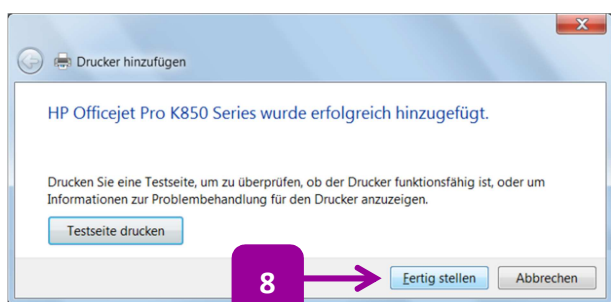 Drucker hinzufügen
HP Officejet Pro K850 Series wurde erfolgreich hinzugefügt.
Drucken Sie eine Testseite, um zu überprüfen, ob der Drucker funktionsfähig ist, oder um
Informationen zur Problembehandlung für den Drucker anzuzeigen.
Testseite drucken
8
Fertig stellen
Abbrechen